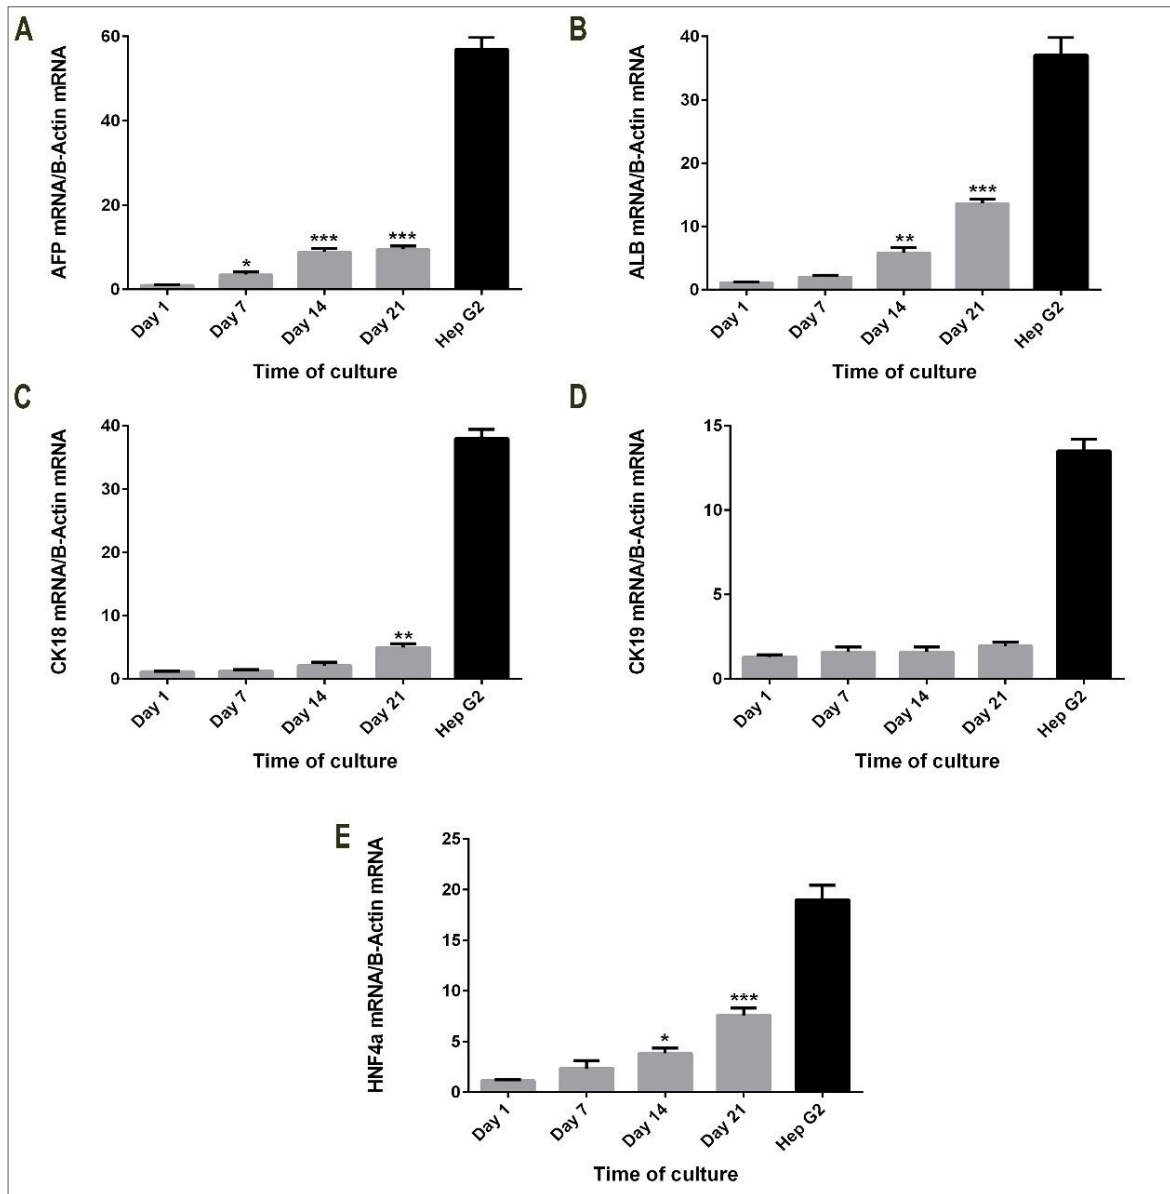 A
AFP mRNA/B-Actin mRNA
60
40
20
0
*
***
***
Day 1
Day 7
Day 14
Day 21
Hep G2
Time of culture
B
ALB mRNA/B-Actin mRNA
40
30
20
10
0
**
***
Day 1
Day 7
Day 14
Day 21
Hep G2
Time of culture
C
CK18 mRNA/B-Actin mRNA
40
30
20
10
0
**
Day 1
Day 7
Day 14
Day 21
Hep G2
Time of culture
D
CK19 mRNA/B-Actin mRNA
15
10
5
0
Day 1
Day 7
Day 14
Day 21
Hep G2
Time of culture
E
HNF4a mRNA/B-Actin mRNA
25
20
15
10
5
0
*
***
Day 1
Day 7
Day 14
Day 21
Hep G2
Time of culture